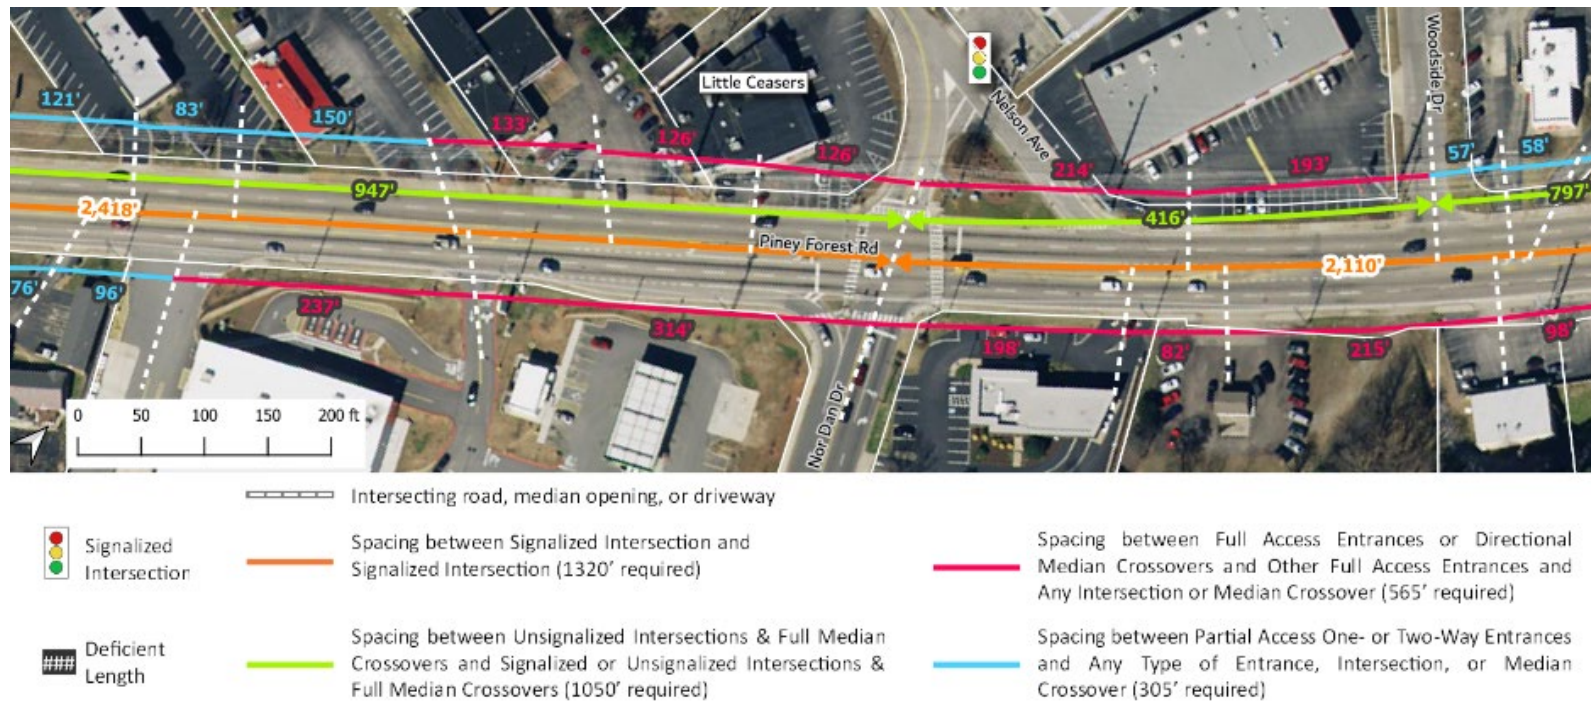 121'
83'
150'
133'
126'
126'
Little Ceasers
Nelson Ave
214'
193'
Woodside Dr
57'
58'
947'
416'
797'
2,418'
Piney Forest Rd
2,110'
76'
96'
237'
314'
Nor Dan Dr
198'
82'
215'
98'
0 50 100 150 200 ft
Intersecting road, median opening, or driveway
Signalized
Intersection
Spacing between Signalized Intersection and
Signalized Intersection (1320' required)
Spacing between Full Access Entrances or Directional
Median Crossovers and Other Full Access Entrances and
Any Intersection or Median Crossover (565' required)
###
Deficient
Length
Spacing between Unsignalized Intersections & Full Median
Crossovers and Signalized or Unsignalized Intersections &
Full Median Crossovers (1050' required)
Spacing between Partial Access One- or Two-Way Entrances
and Any Type of Entrance, Intersection, or Median
Crossover (305' required)